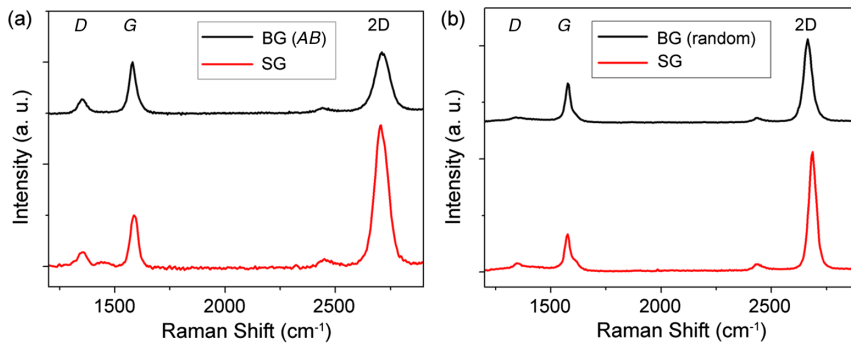 (a)
D G 2D
BG (AB)
SG
Intensity (a. u.)
1500 2000 2500
Raman Shift (cm⁻¹)
(b)
D G 2D
BG (random)
SG
Intensity (a. u.)
1500 2000 2500
Raman Shift (cm⁻¹)